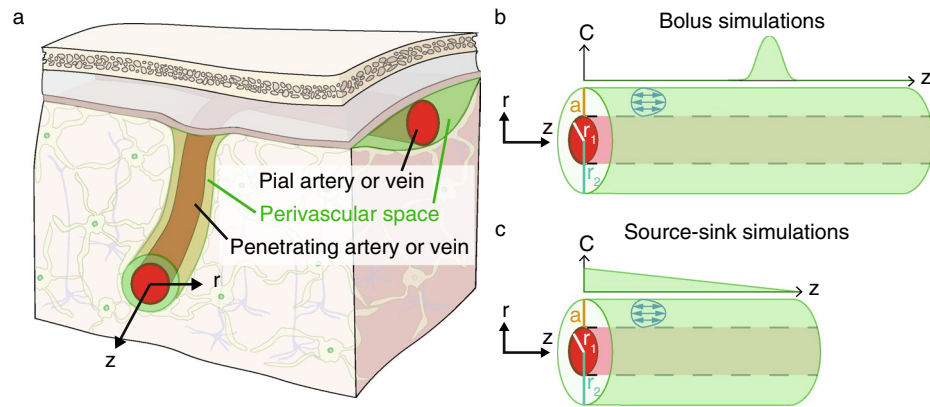 a
Pial artery or vein
Perivascular space
Penetrating artery or vein
r
z
b
Bolus simulations
C
z
r
z
a
r1
r2
c
Source-sink simulations
C
z
r
z
a
r1
r2